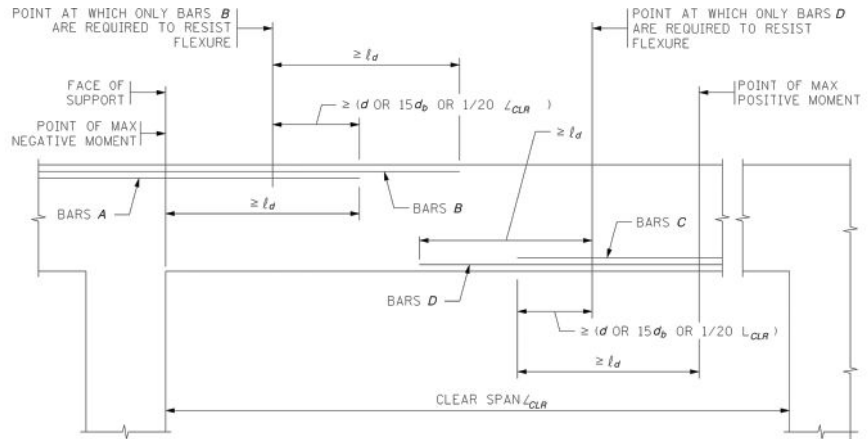 POINT AT WHICH ONLY BARS B
ARE REQUIRED TO RESIST
FLEXURE
POINT AT WHICH ONLY BARS D
ARE REQUIRED TO RESIST
FLEXURE
≥ ℓd
FACE OF
SUPPORT
POINT OF MAX
POSITIVE MOMENT
≥ (d OR 15db OR 1/20 LCLR )
POINT OF MAX
NEGATIVE MOMENT
≥ ℓd
BARS A
≥ ℓd
BARS B
BARS C
BARS D
≥ (d OR 15db OR 1/20 LCLR )
≥ ℓd
CLEAR SPAN LCLR